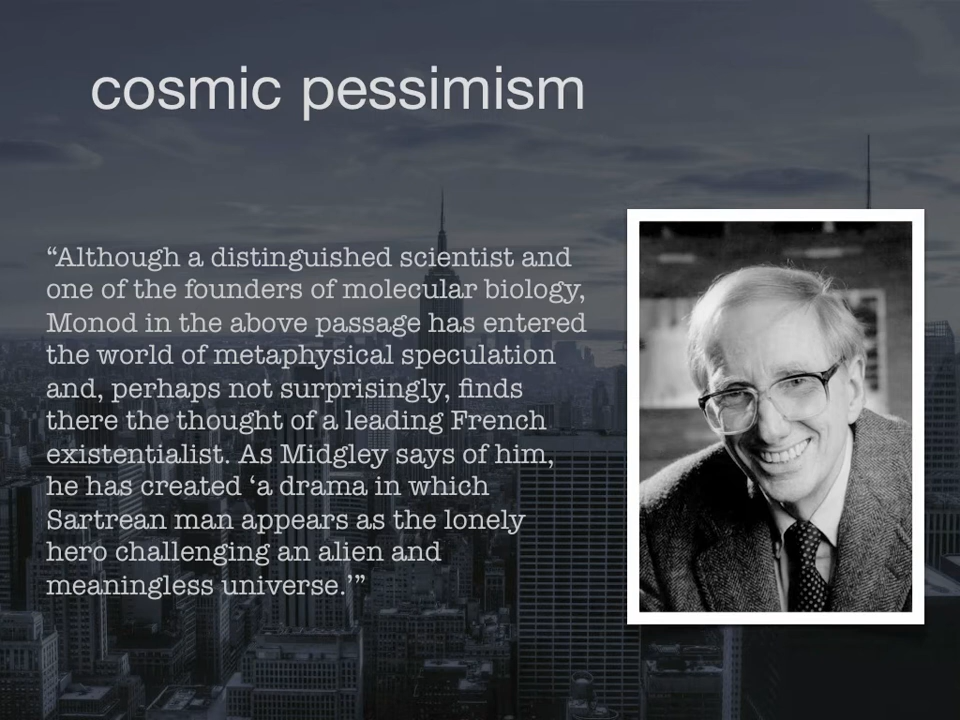 cosmic pessimism
“Although a distinguished scientist and
one of the founders of molecular biology,
Monod in the above passage has entered
the world of metaphysical speculation
and, perhaps not surprisingly, finds
there the thought of a leading French
existentialist. As Midgley says of him,
he has created ‘a drama in which
Sartrean man appears as the lonely
hero challenging an alien and
meaningless universe.’”